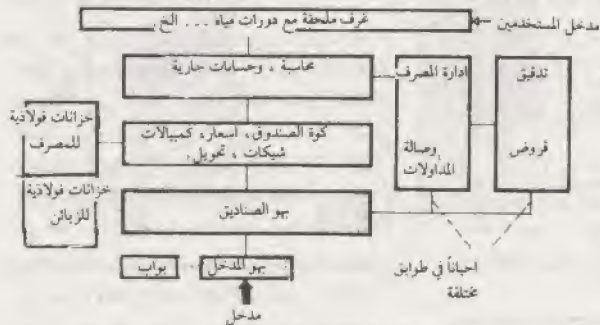 غرف ملحقة مع دورات مياه ... الخ.
مدخل المستخدمين
محاسبة ، وحسابات جارية
ادارة المصرف
وصالة
المداولات
تدقيق
قروض
خزانات فولاذية
للمصرف
كوة الصندوق ، أسعار ، كمبيالات
شيكات ، تحويل.
خزانات فولاذية
للزبائن
بهو الصناديق
بواب
بهو المدخل
احياناً في طوابق
مختلفة
مدخل